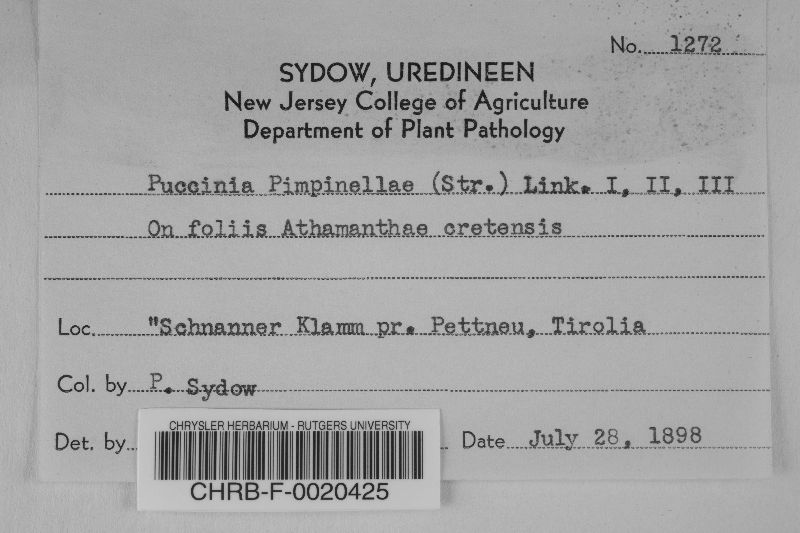 No. 1272
SYDOW, UREDINEEN
New Jersey College of Agriculture
Department of Plant Pathology
Puccinia Pimpinellae (Str.) Link. I, II, III
On foliis Athamanthae cretensis
Loc. "Schnanner Klamm pr. Pettneu, Tirolia
Col. by P. Sydow
Det. by Date July 28, 1898
CHRYSLER HERBARIUM - RUTGERS UNIVERSITY
CHRB-F-0020425